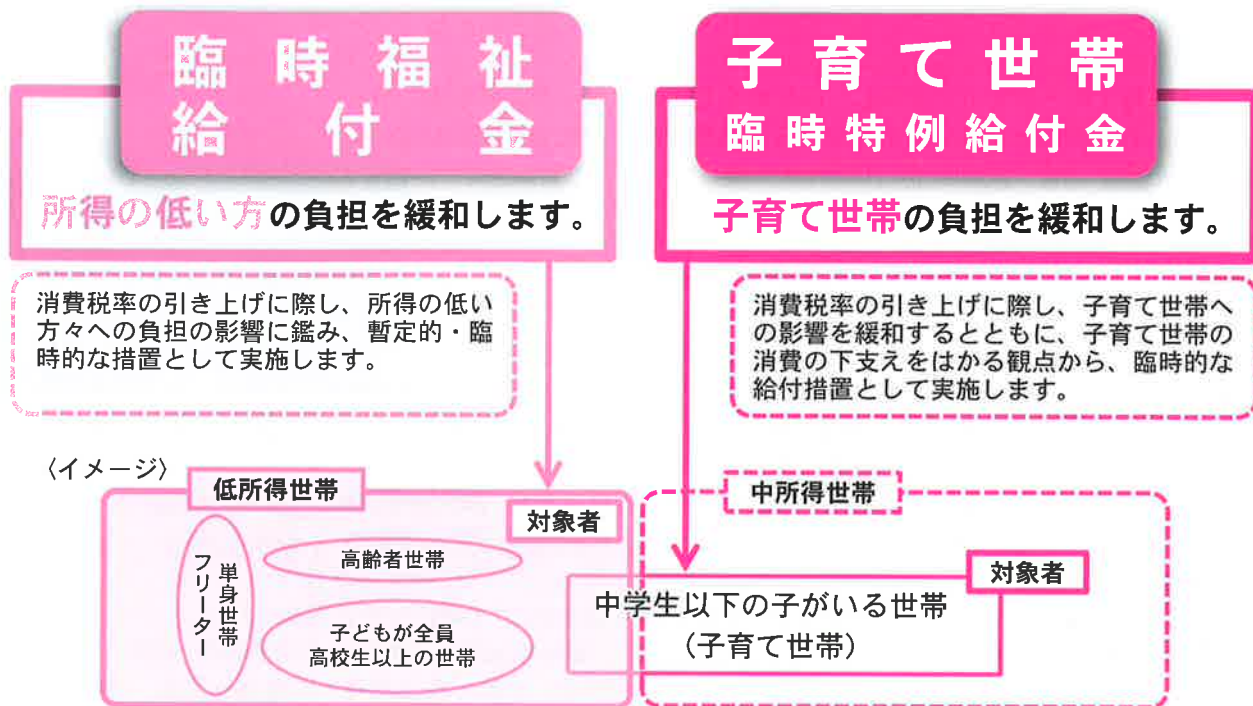 臨時福祉
給付金
所得の低い方の負担を緩和します。
消費税率の引き上げに際し、所得の低い
方々への負担の影響に鑑み、暫定的・臨
時的な措置として実施します。
子育て世帯
臨時特例給付金
子育て世帯の負担を緩和します。
消費税率の引き上げに際し、子育て世帯へ
の影響を緩和するとともに、子育て世帯の
消費の下支えをはかる観点から、臨時的な
給付措置として実施します。
〈イメージ〉
低所得世帯
対象者
単身世帯
フリーター
高齢者世帯
子どもが全員
高校生以上の世帯
中所得世帯
対象者
中学生以下の子がいる世帯
（子育て世帯）